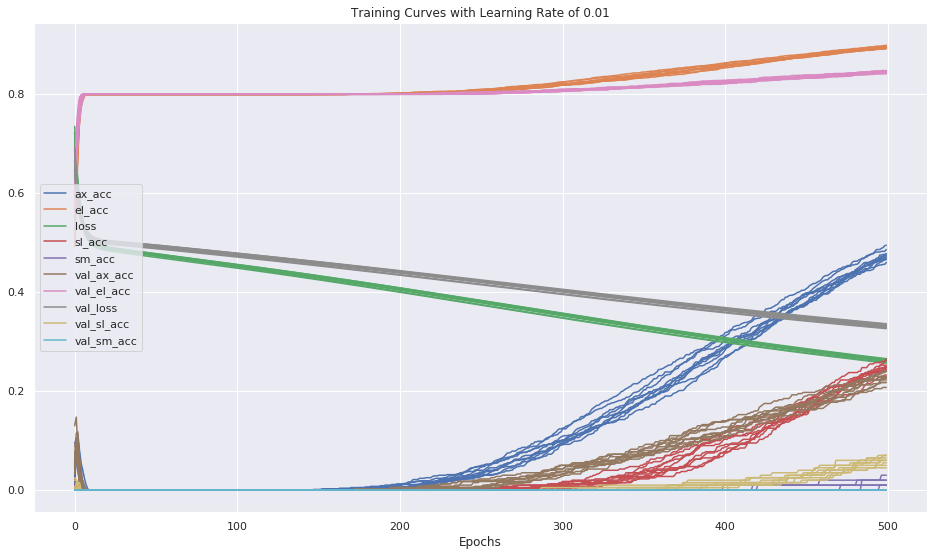 Training Curves with Learning Rate of 0.01
0.8
0.6
0.4
0.2
0.0
ax_acc
el_acc
loss
sl_acc
sm_acc
val_ax_acc
val_el_acc
val_loss
val_sl_acc
val_sm_acc
0 100 200 300 400 500
Epochs